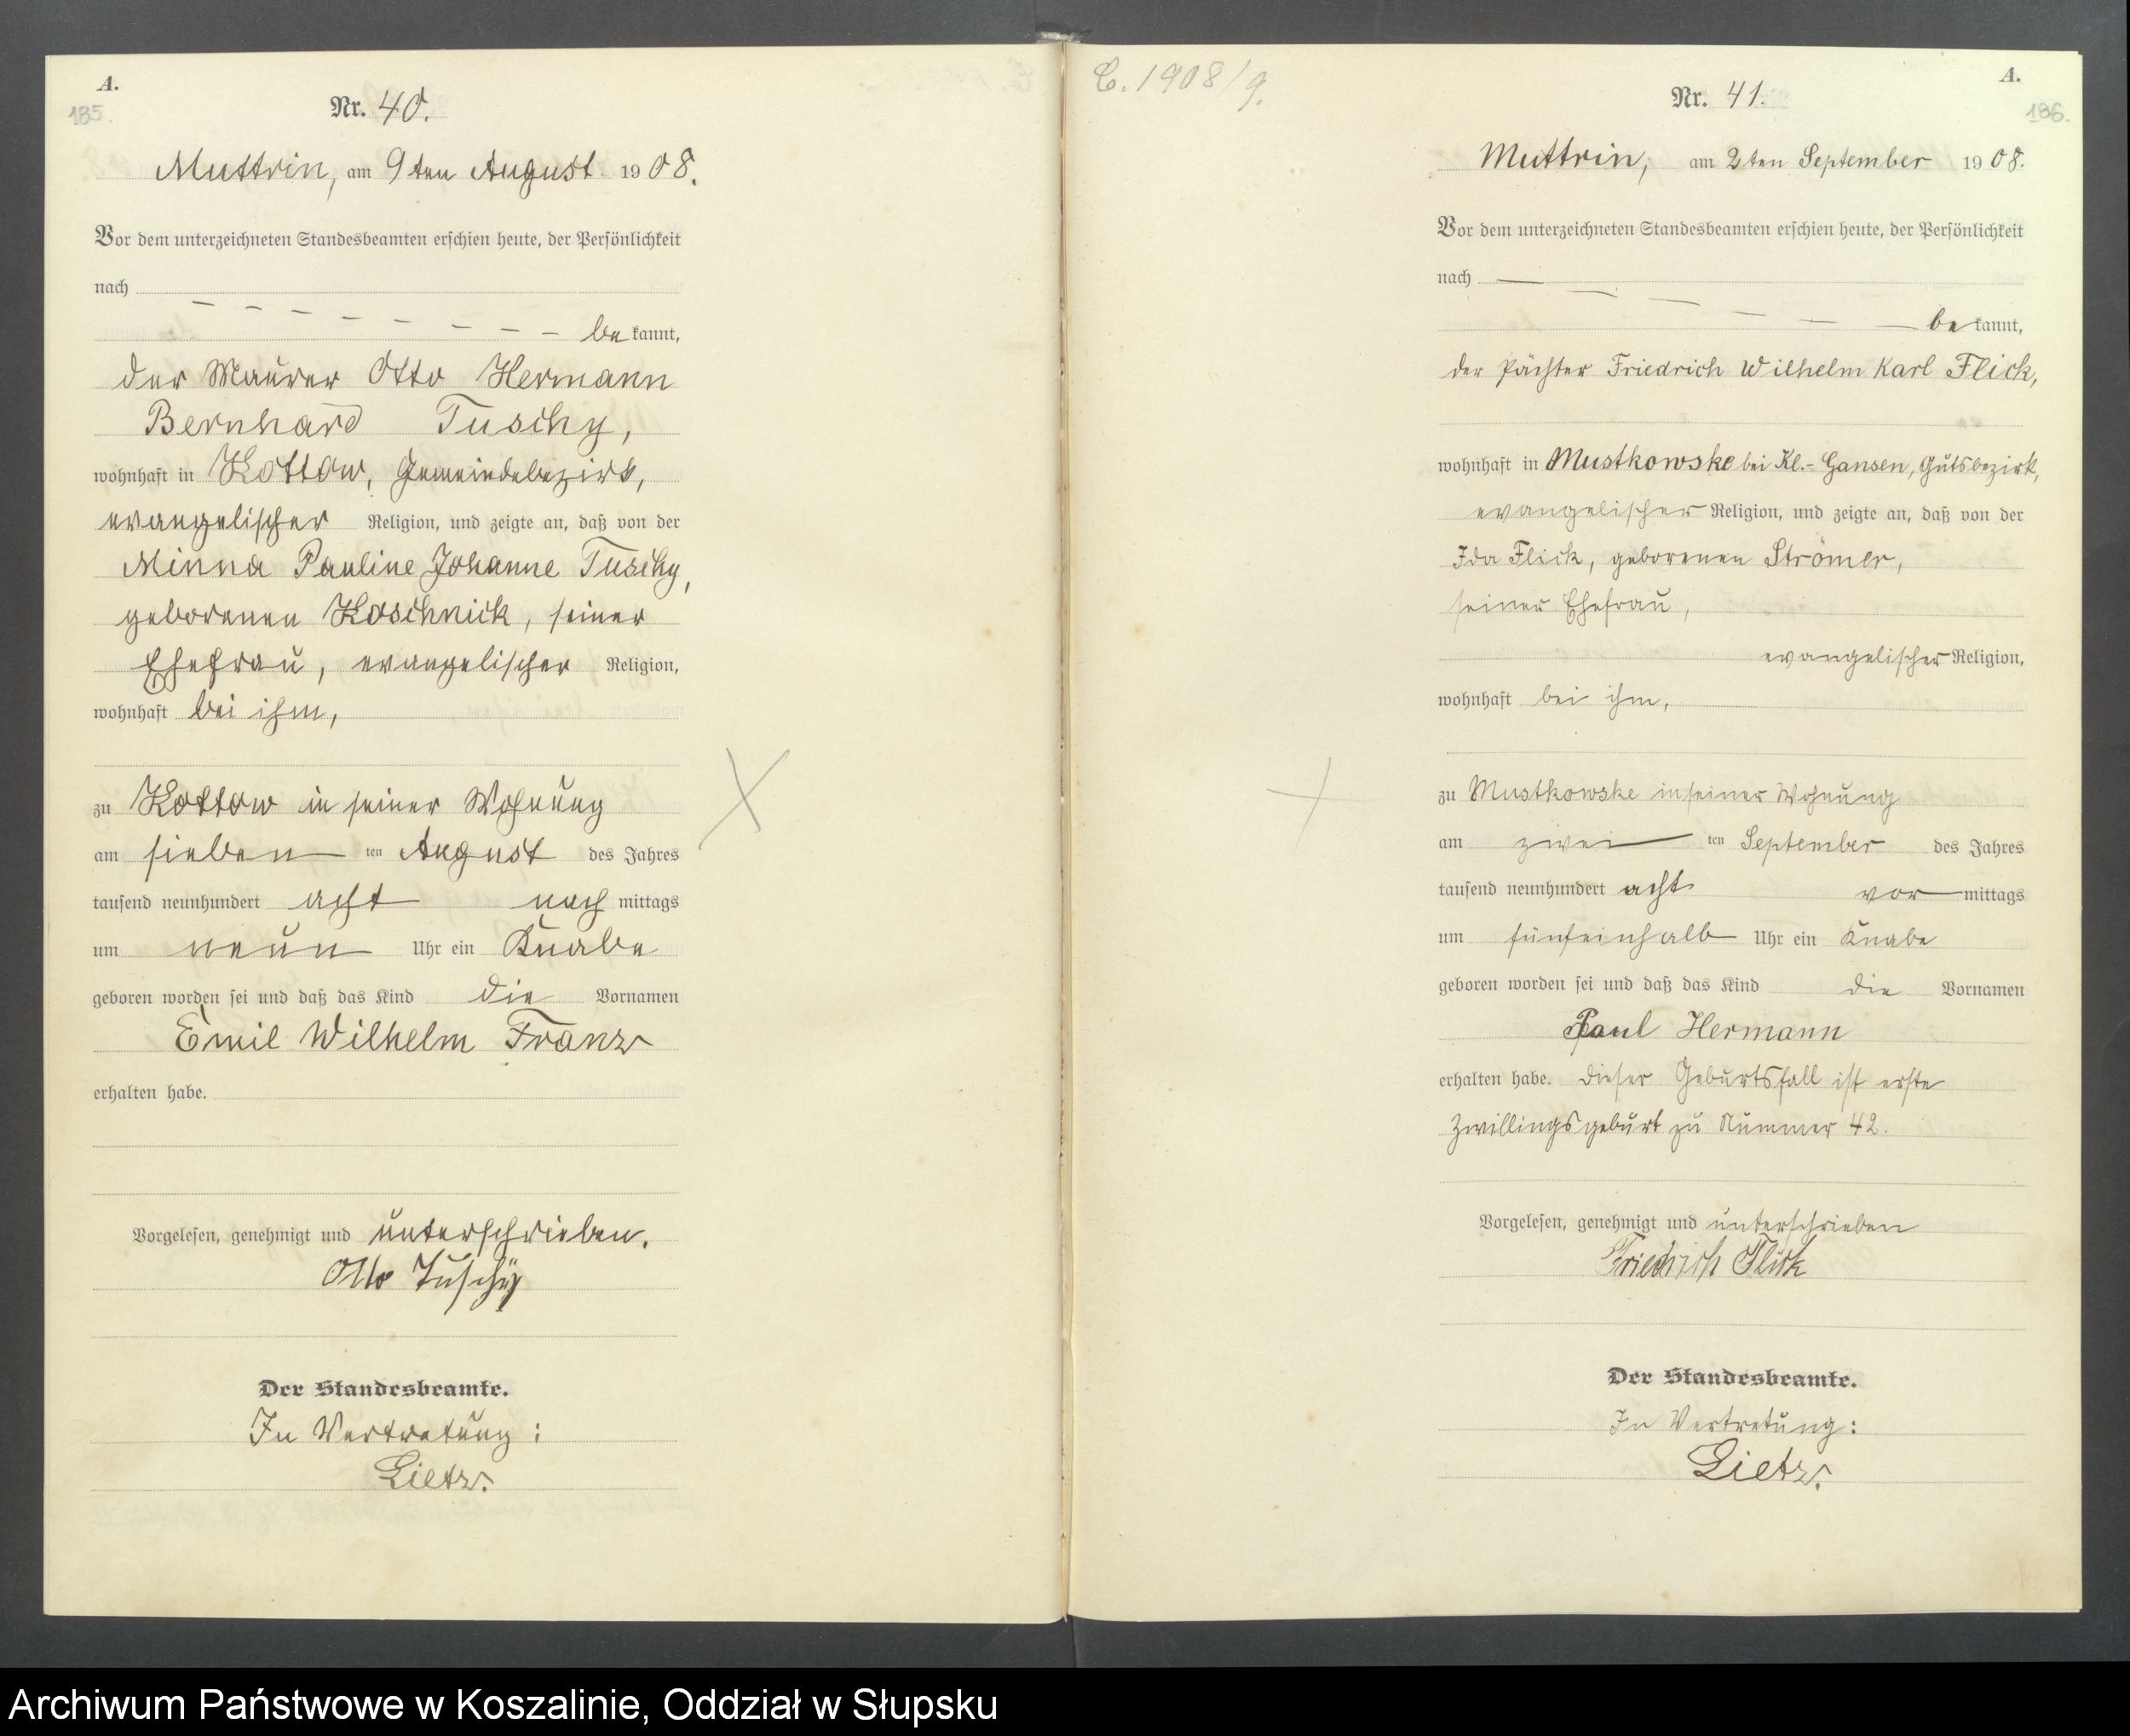 A.
185.
Nr. 40.
Muttrin, am 9ten August 1908.
Vor dem unterzeichneten Standesbeamten erschien heute, der Persönlichkeit
nach
be kannt,
der Maurer Otto Hermann
Bernhard Tuschy,
wohnhaft in Kottow, Gemeindebezirk,
evangelischer Religion, und zeigte an, daß von der
Minna Pauline Johanne Tuschy,
geborenen Koschnick, seiner
Ehefrau, evangelischer Religion,
wohnhaft bei ihm,
zu Kottow in seiner Wohnung
am sieben ten August des Jahres
tausend neunhundert acht nach mittags
um neun Uhr ein Knabe
geboren worden sei und daß das Kind die Vornamen
Emil Wilhelm Franz
erhalten habe.
Vorgelesen, genehmigt und unterschrieben.
Otto Tuschy
Der Standesbeamte.
In Vertretung:
Lietz.
C. 1908/9.
A.
186.
Nr. 41.
Muttrin, am 2ten September 1908.
Vor dem unterzeichneten Standesbeamten erschien heute, der Persönlichkeit
nach
be kannt,
der Pächter Friedrich Wilhelm Karl Flick,
wohnhaft in Mustkowske bei Kl.-Gansen, Gutsbezirk,
evangelischer Religion, und zeigte an, daß von der
Ida Flick, geborenen Strömer,
seiner Ehefrau,
evangelischer Religion,
wohnhaft bei ihm,
zu Mustkowske in seiner Wohnung
am zwei ten September des Jahres
tausend neunhundert acht vor mittags
um fünfeinhalb Uhr ein Knabe
geboren worden sei und daß das Kind die Vornamen
Paul Hermann
erhalten habe. Dieser Geburtsfall ist erste
Zwillingsgeburt zu Nummer 42.
Vorgelesen, genehmigt und unterschrieben
Friedrich Flick
Der Standesbeamte.
In Vertretung:
Lietz.
Archiwum Państwowe w Koszalinie, Oddział w Słupsku